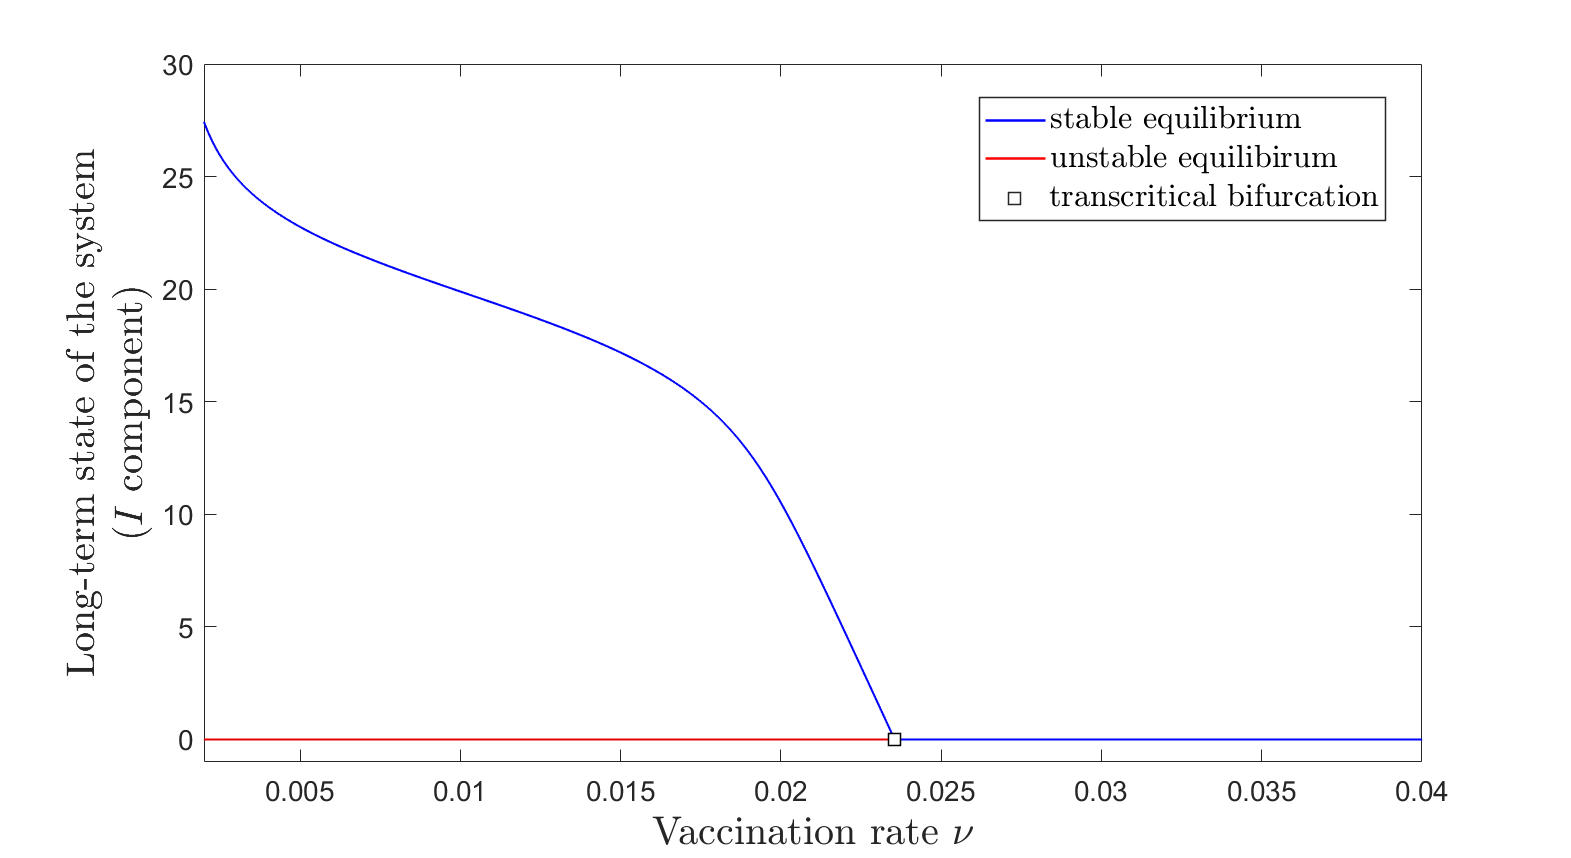 30
25
20
15
10
5
0
Long-term state of the system
(I component)
stable equilibrium
unstable equilibirum
transcritical bifurcation
0.005 0.01 0.015 0.02 0.025 0.03 0.035 0.04
Vaccination rate ν